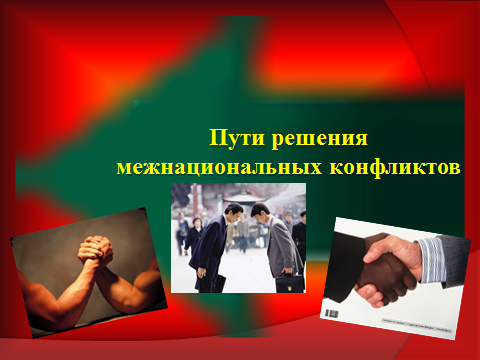 Пути решения
межнациональных конфликтов